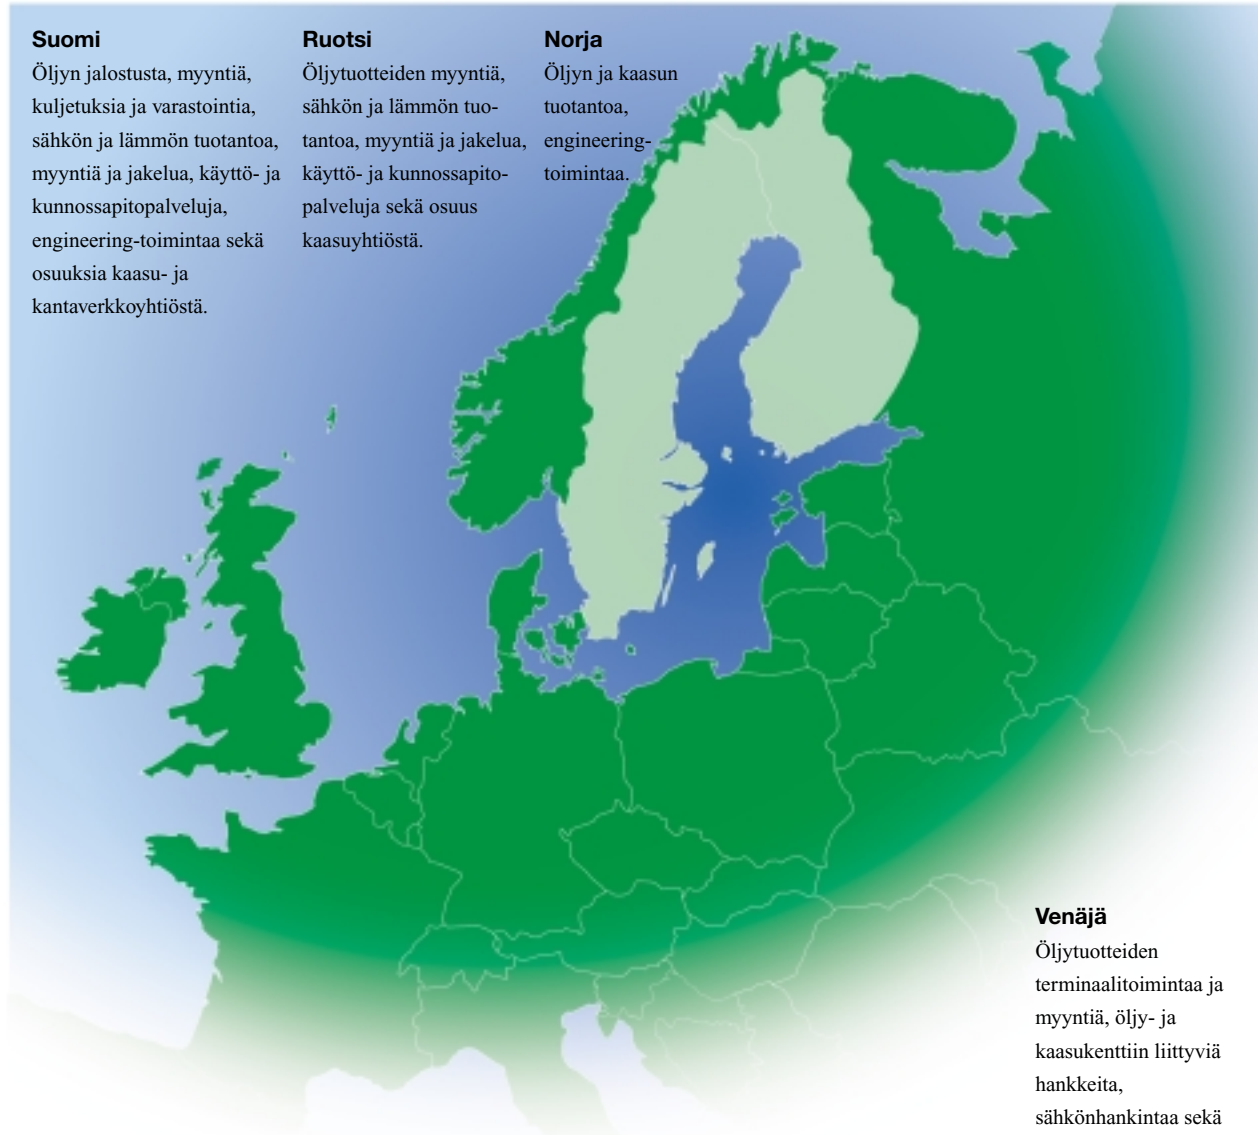 Suomi
Öljyn jalostusta, myyntiä,
kuljetuksia ja varastointia,
sähkön ja lämmön tuotantoa,
myyntiä ja jakelua, käyttö- ja
kunnossapitopalveluja,
engineering-toimintaa sekä
osuuksia kaasu- ja
kantaverkkoyhtiöstä.
Ruotsi
Öljytuotteiden myyntiä,
sähkön ja lämmön tuo-
tantoa, myyntiä ja jakelua,
käyttö- ja kunnossapito-
palveluja sekä osuus
kaasuyhtiöstä.
Norja
Öljyn ja kaasun
tuotantoa,
engineering-
toimintaa.
Venäjä
Öljytuotteiden
terminaalitoimintaa ja
myyntiä, öljy- ja
kaasukenttiin liittyviä
hankkeita,
sähkönhankintaa sekä